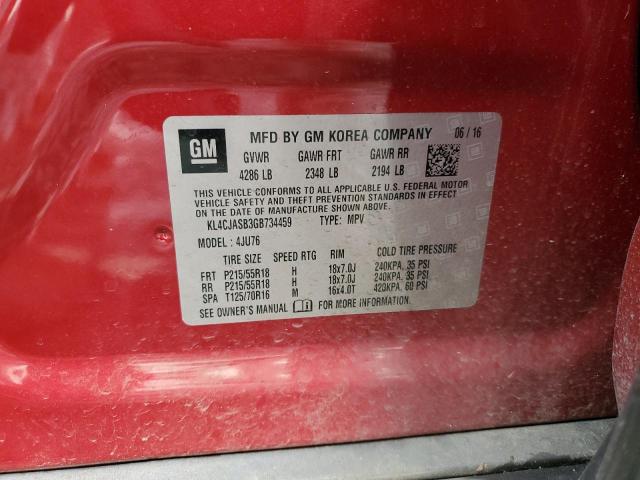 GM
MFD BY GM KOREA COMPANY 06 / 16
GVWR GAWR FRT GAWR RR
4286 LB 2348 LB 2194 LB
THIS VEHICLE CONFORMS TO ALL APPLICABLE U.S. FEDERAL MOTOR
VEHICLE SAFETY AND THEFT PREVENTION STANDARDS IN EFFECT
ON THE DATE OF MANUFACTURE SHOWN ABOVE.
KL4CJASB3GB734459 TYPE: MPV
MODEL : 4JU76
TIRE SIZE SPEED RTG RIM COLD TIRE PRESSURE
FRT P215/55R18 H 18x7.0J 240KPA, 35 PSI
RR P215/55R18 H 18x7.0J 240KPA, 35 PSI
SPA T125/70R16 M 16x4.0T 420KPA, 60 PSI
SEE OWNER'S MANUAL FOR MORE INFORMATION.